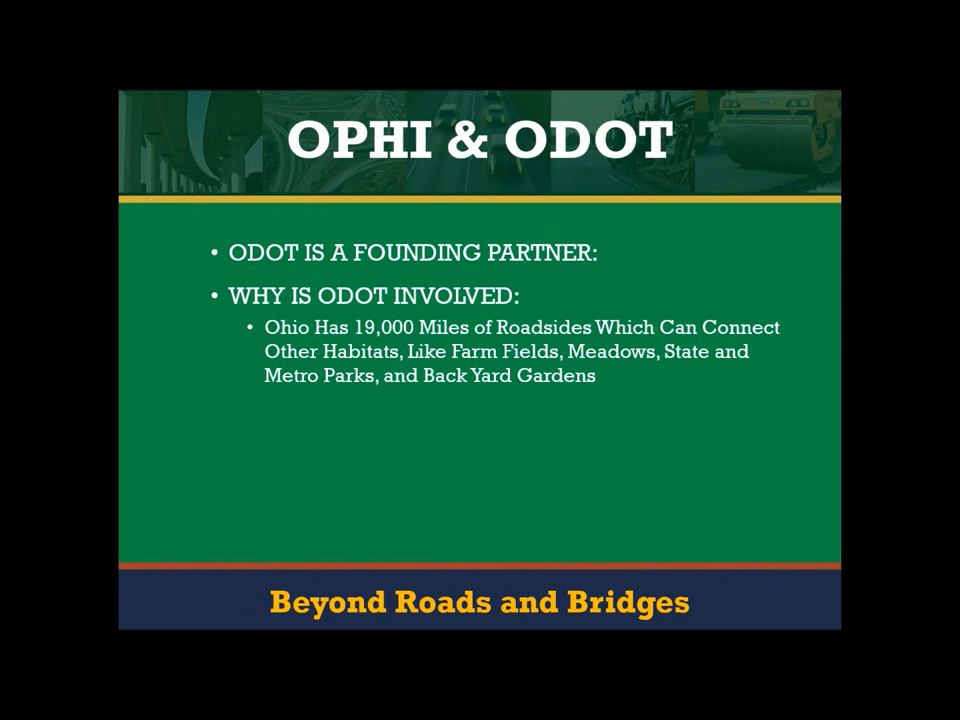 OPHI & ODOT
• ODOT IS A FOUNDING PARTNER:
• WHY IS ODOT INVOLVED:
• Ohio Has 19,000 Miles of Roadsides Which Can Connect
Other Habitats, Like Farm Fields, Meadows, State and
Metro Parks, and Back Yard Gardens
Beyond Roads and Bridges